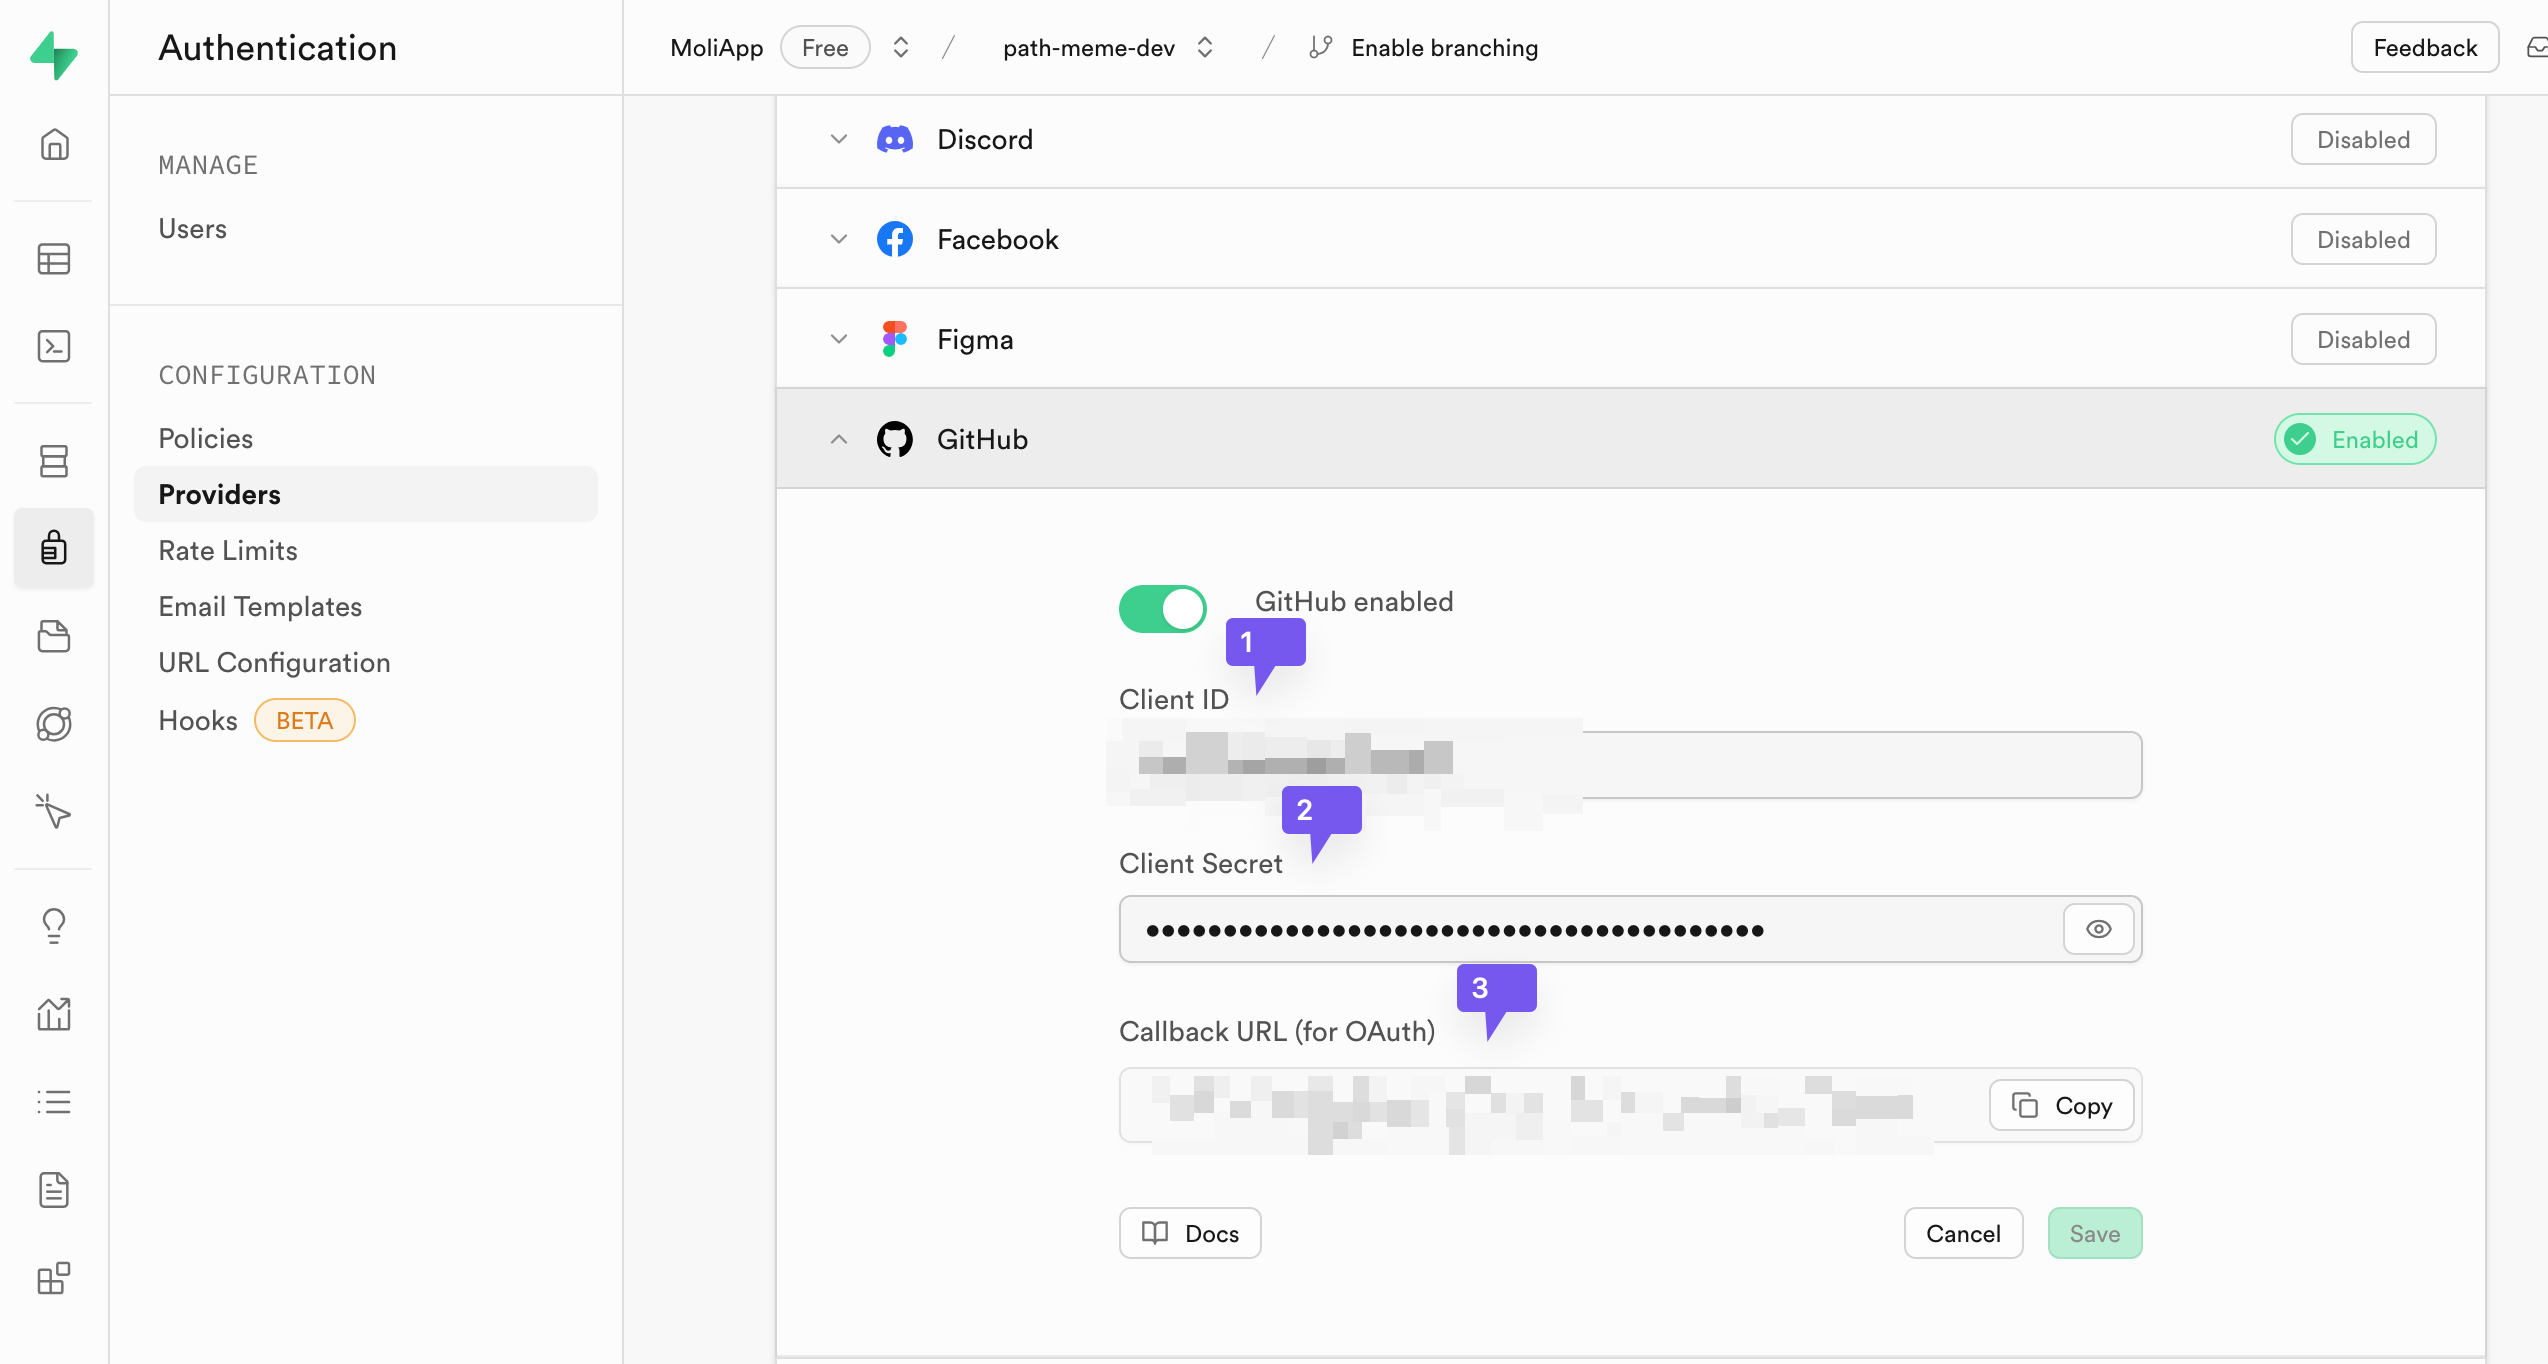 Authentication
MoliApp
Free
/
path-meme-dev
/
Enable branching
Feedback
MANAGE
Users
CONFIGURATION
Policies
Providers
Rate Limits
Email Templates
URL Configuration
Hooks
BETA
Discord
Disabled
Facebook
Disabled
Figma
Disabled
GitHub
Enabled
GitHub enabled
1
Client ID
2
Client Secret
3
Callback URL (for OAuth)
Copy
Docs
Cancel
Save